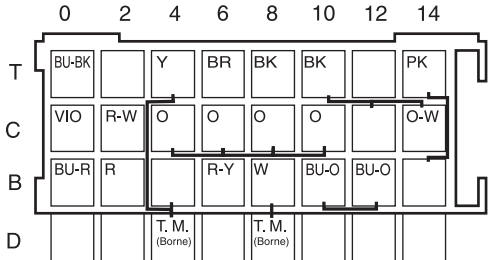 0 2 4 6 8 10 12 14
T BU-BK Y BR BK BK PK
C VIO R-W O O O O O-W
B BU-R R R-Y W BU-O BU-O
D T. M. T. M.
(Borne) (Borne)